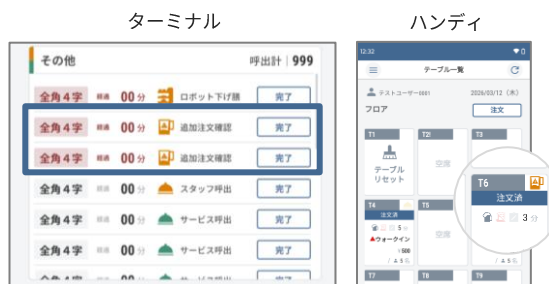 ターミナル
その他 呼出計 999
全角4字 経過 00分 ロボット下げ膳 完了
全角4字 経過 00分 追加注文確認 完了
全角4字 経過 00分 追加注文確認 完了
全角4字 経過 00分 スタッフ呼出 完了
全角4字 経過 00分 サービス呼出 完了
全角4字 経過 00分 サービス呼出 完了
ハンディ
12:32
テーブル一覧
テストユーザー0001 2026/03/12 (木)
フロア 注文
T1 T2 T3
テーブル
リセット
空席
T4 T5
注文済
5分
▲ウォークイン
空席
/ 500
/ 5名
T6
注文済
3分
/ 5名
T7 T8 T9